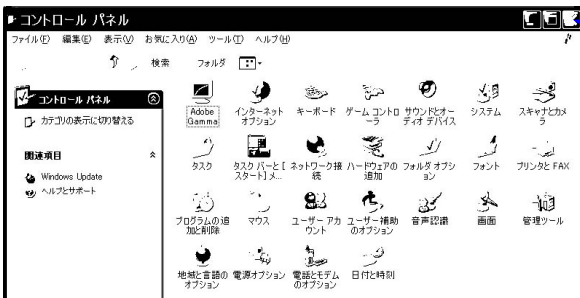 コントロール パネル
ファイル(F) 編集(E) 表示(V) お気に入り(A) ツール(T) ヘルプ(H)
検索 フォルダ
コントロール パネル
カテゴリの表示に切り替える
関連項目
Windows Update
ヘルプとサポート
Adobe
Gamma
インターネット
オプション
キーボード
ゲーム コントロ
ーラ
サウンドとオー
ディオ デバイス
システム
スキャナとカメ
ラ
タスク
タスク バーと [
スタート] メ...
ネットワーク接
続
ハードウェアの
追加
フォルダ オプシ
ョン
フォント
プリンタと FAX
プログラムの追
加と削除
マウス
ユーザー アカ
ウント
ユーザー補助
のオプション
音声認識
画面
管理ツール
地域と言語の
オプション
電源オプション
電話とモデム
のオプション
日付と時刻